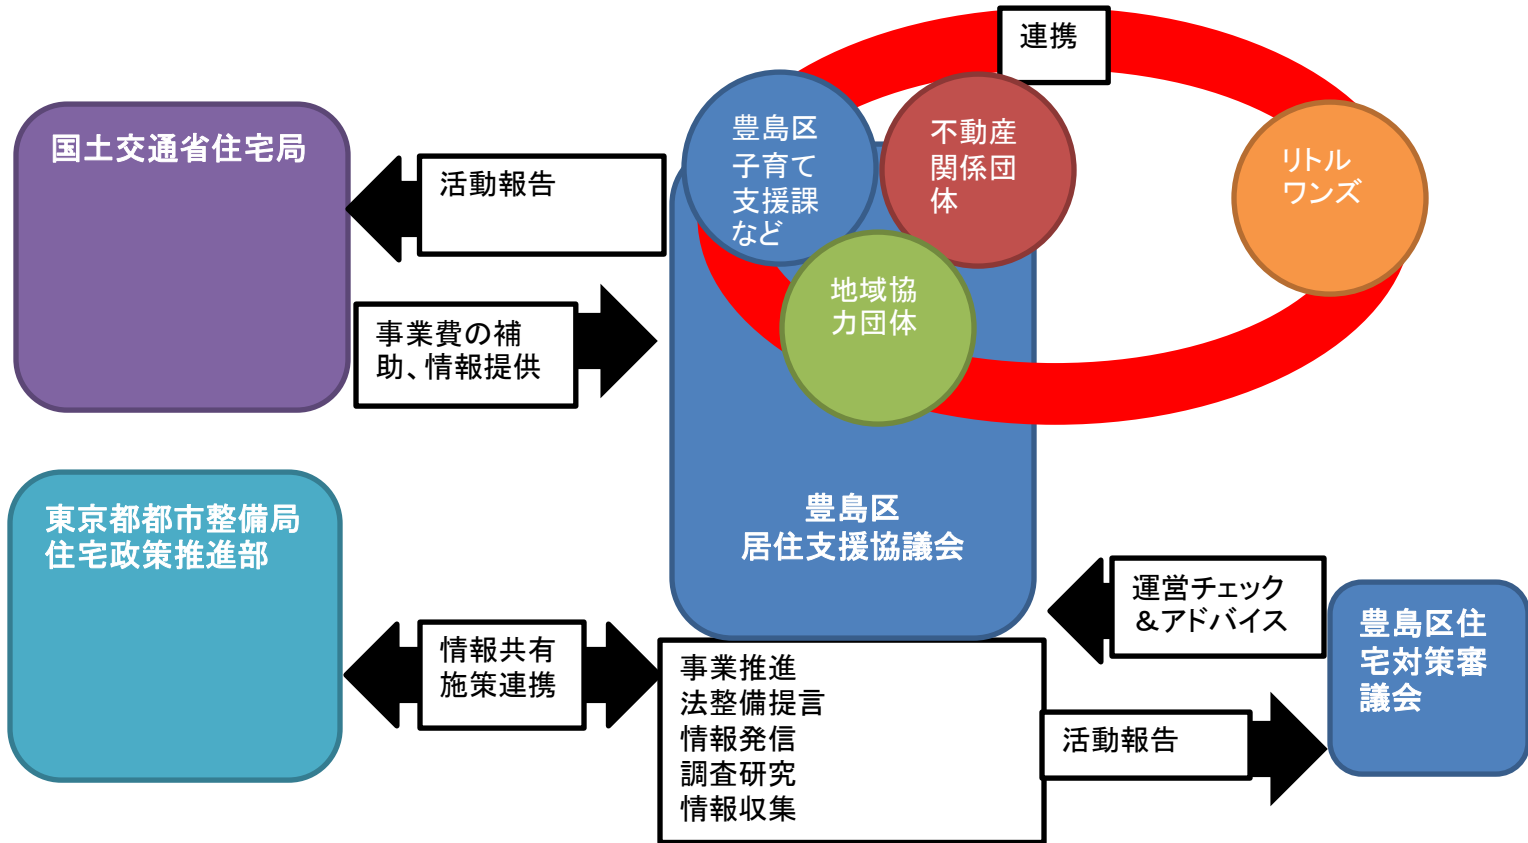 連携
国土交通省住宅局
活動報告
豊島区
子育て
支援課
など
不動産
関係団
体
リトル
ワンズ
地域協
力団体
事業費の補
助、情報提供
豊島区
居住支援協議会
東京都都市整備局
住宅政策推進部
情報共有
施策連携
運営チェック
＆アドバイス
豊島区住
宅対策審
議会
事業推進
法整備提言
情報発信
調査研究
情報収集
活動報告